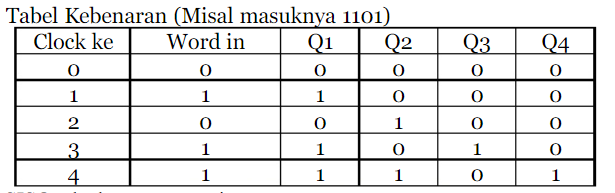 Tabel Kebenaran (Misal masuknya 1101)
Clock ke Word in Q1 Q2 Q3 Q4
0 0 0 0 0 0
1 1 1 0 0 0
2 0 0 1 0 0
3 1 1 0 1 0
4 1 1 1 0 1